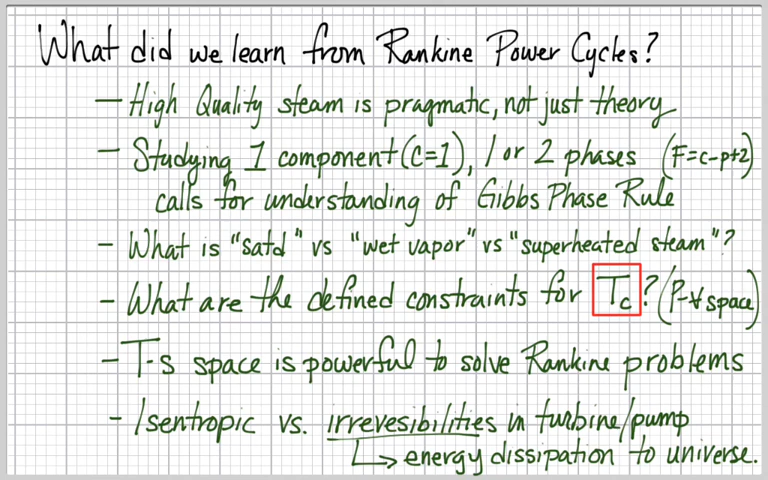 What did we learn from Rankine Power Cycles?
— High Quality steam is pragmatic, not just theory
— Studying 1 component (C=1), 1 or 2 phases (F=c-p+2)
calls for understanding of Gibbs Phase Rule
- What is "satd" vs "wet vapor" vs "superheated steam"?
- What are the defined constraints for Tc? (P-V space)
- T-s space is powerful to solve Rankine problems
- Isentropic vs. irrevesibilities in turbine/pump
↳ energy dissipation to universe.